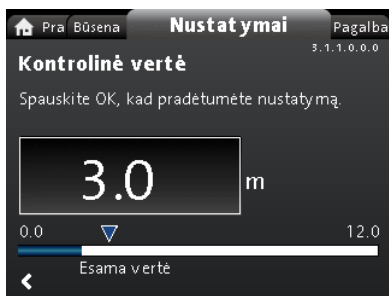 Pra Būsena Nustatymai Pagalba
3.1.1.0.0.0
Kontrolinė vertė
Spauskite OK, kad pradėtumėte nustatymą.
3.0 m
0.0 12.0
Esama vertė